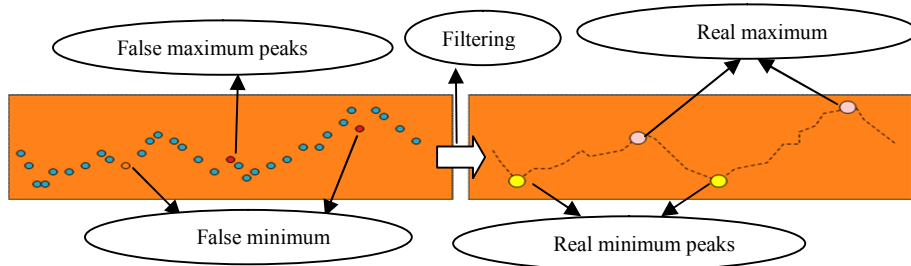 False maximum peaks
Filtering
Real maximum
False minimum
Real minimum peaks